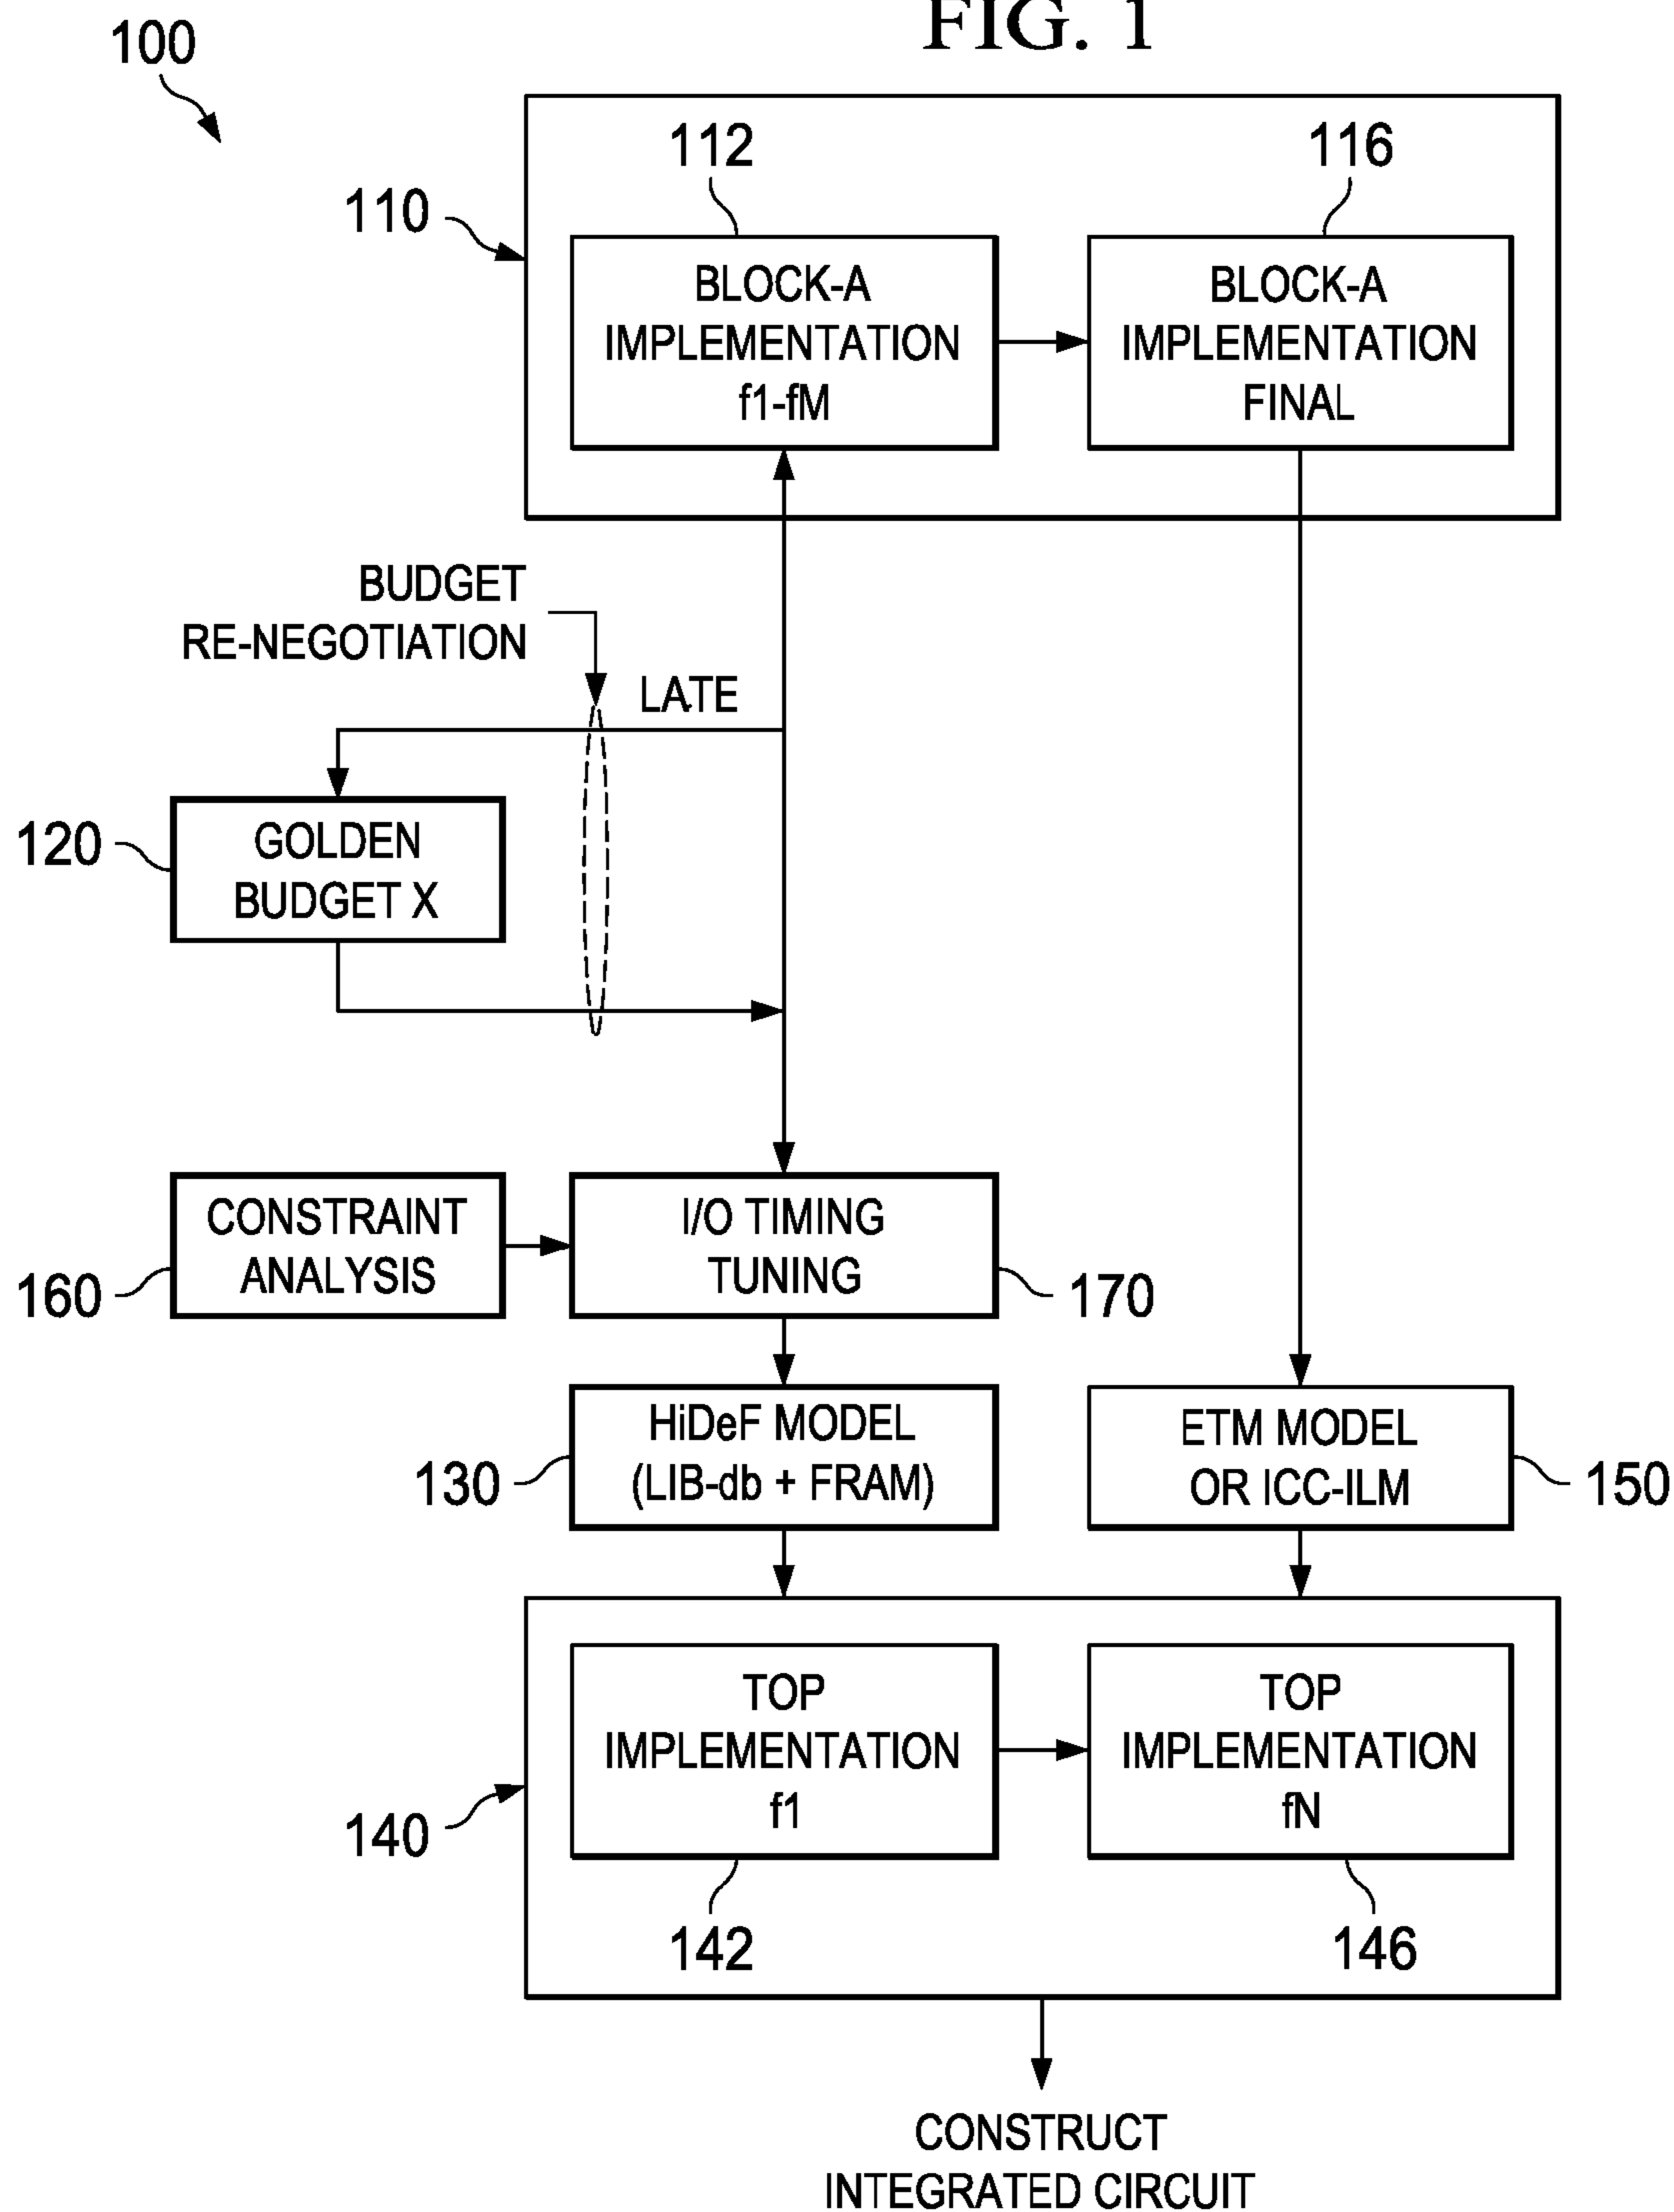 FIG. 1
100
112
116
110
BLOCK-A
IMPLEMENTATION
f1-fM
BLOCK-A
IMPLEMENTATION
FINAL
BUDGET
RE-NEGOTIATION
LATE
120
GOLDEN
BUDGET X
CONSTRAINT
ANALYSIS
160
I/O TIMING
TUNING
170
HiDeF MODEL
(LIB-db + FRAM)
130
ETM MODEL
OR ICC-ILM
150
TOP
IMPLEMENTATION
f1
TOP
IMPLEMENTATION
fN
140
142
146
CONSTRUCT
INTEGRATED CIRCUIT